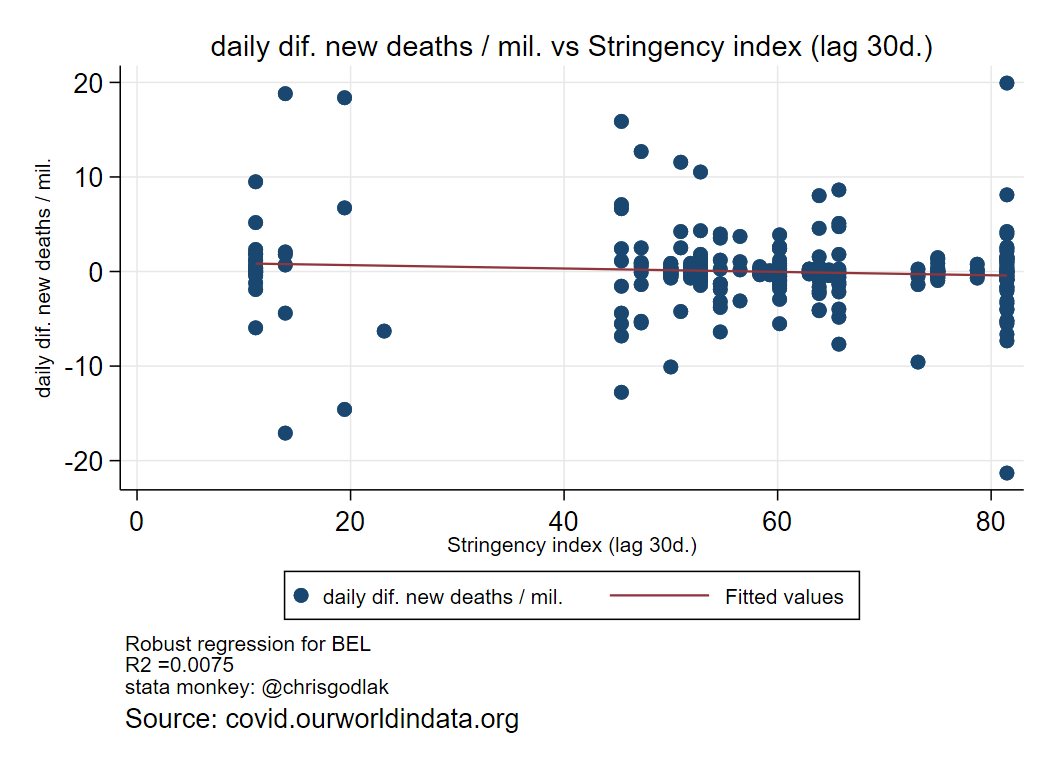 daily dif. new deaths / mil. vs Stringency index (lag 30d.)
daily dif. new deaths / mil.
20
10
0
-10
-20
0 20 40 60 80
Stringency index (lag 30d.)
daily dif. new deaths / mil. Fitted values
Robust regression for BEL
R2 =0.0075
stata monkey: @chrisgodlak
Source: covid.ourworldindata.org